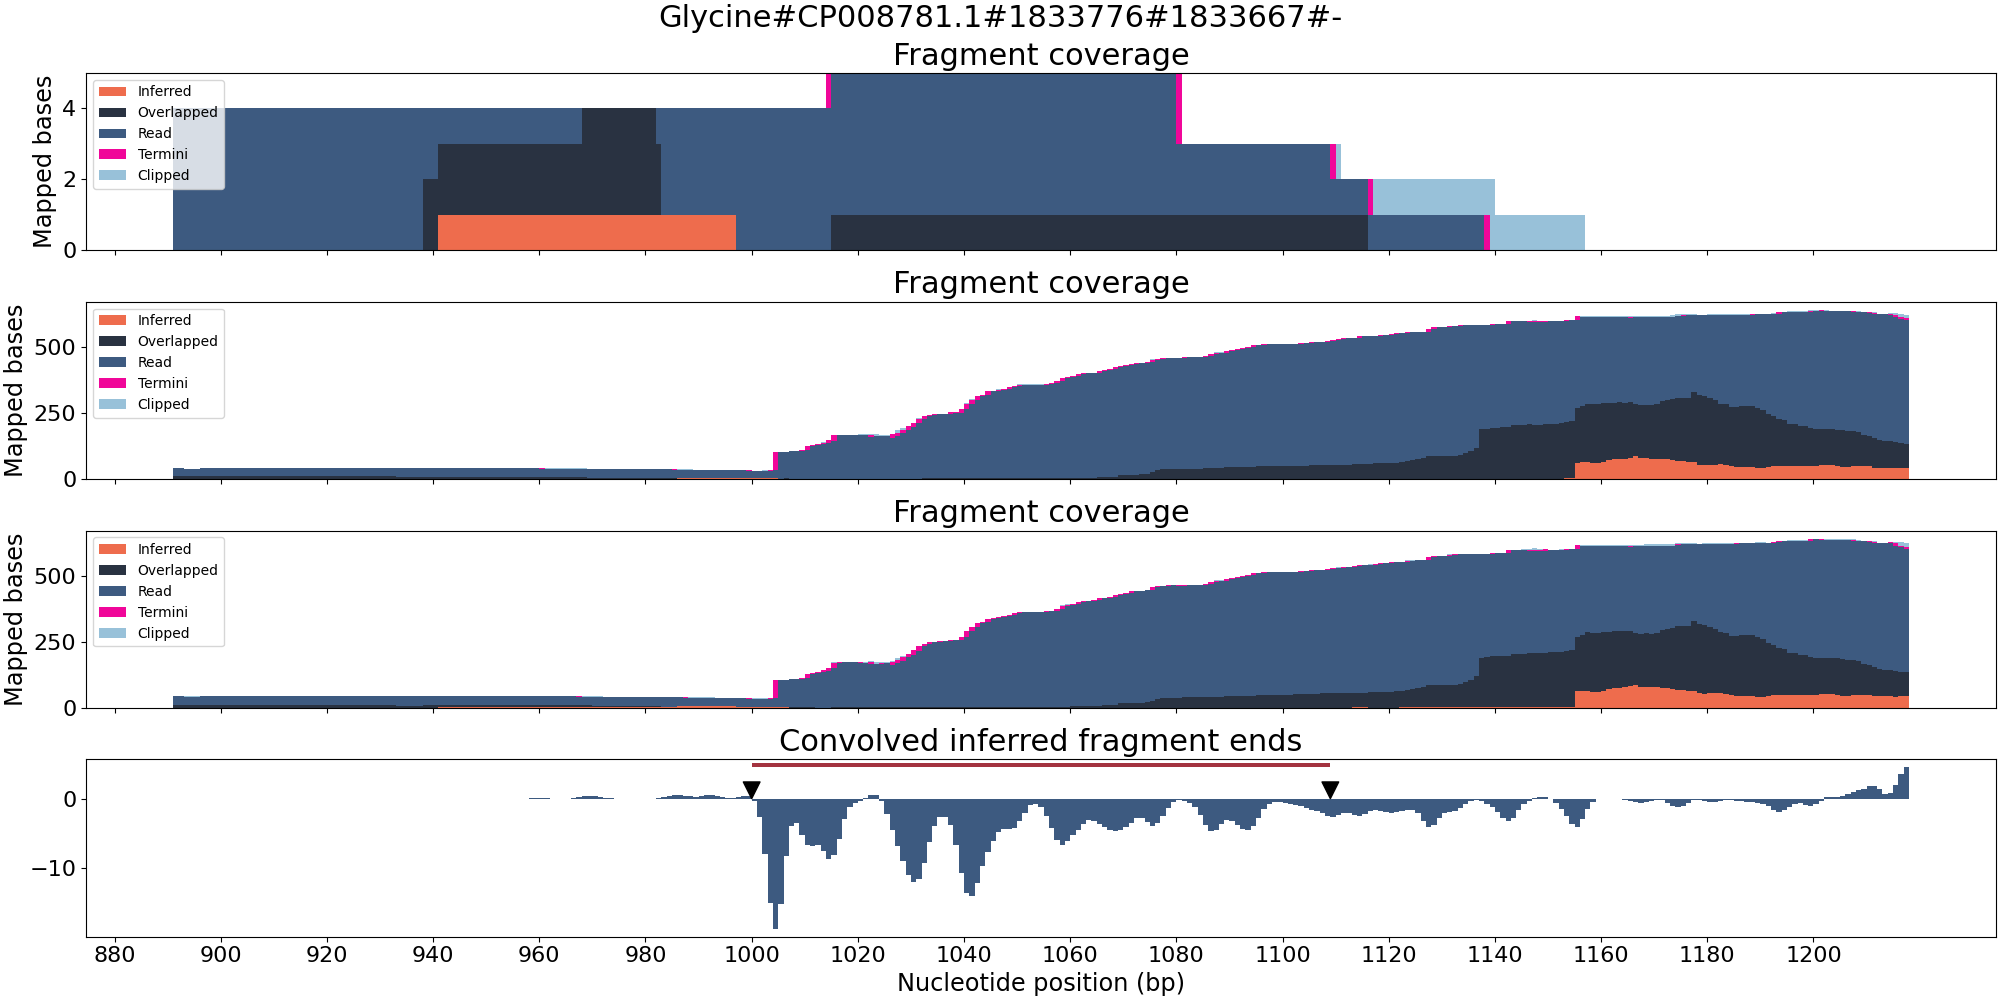 Glycine#CP008781.1#1833776#1833667#-
Fragment coverage
Mapped bases
4
2
0
Inferred
Overlapped
Read
Termini
Clipped
Fragment coverage
Mapped bases
500
250
0
Inferred
Overlapped
Read
Termini
Clipped
Fragment coverage
Mapped bases
500
250
0
Inferred
Overlapped
Read
Termini
Clipped
Convolved inferred fragment ends
0
−10
880 900 920 940 960 980 1000 1020 1040 1060 1080 1100 1120 1140 1160 1180 1200
Nucleotide position (bp)